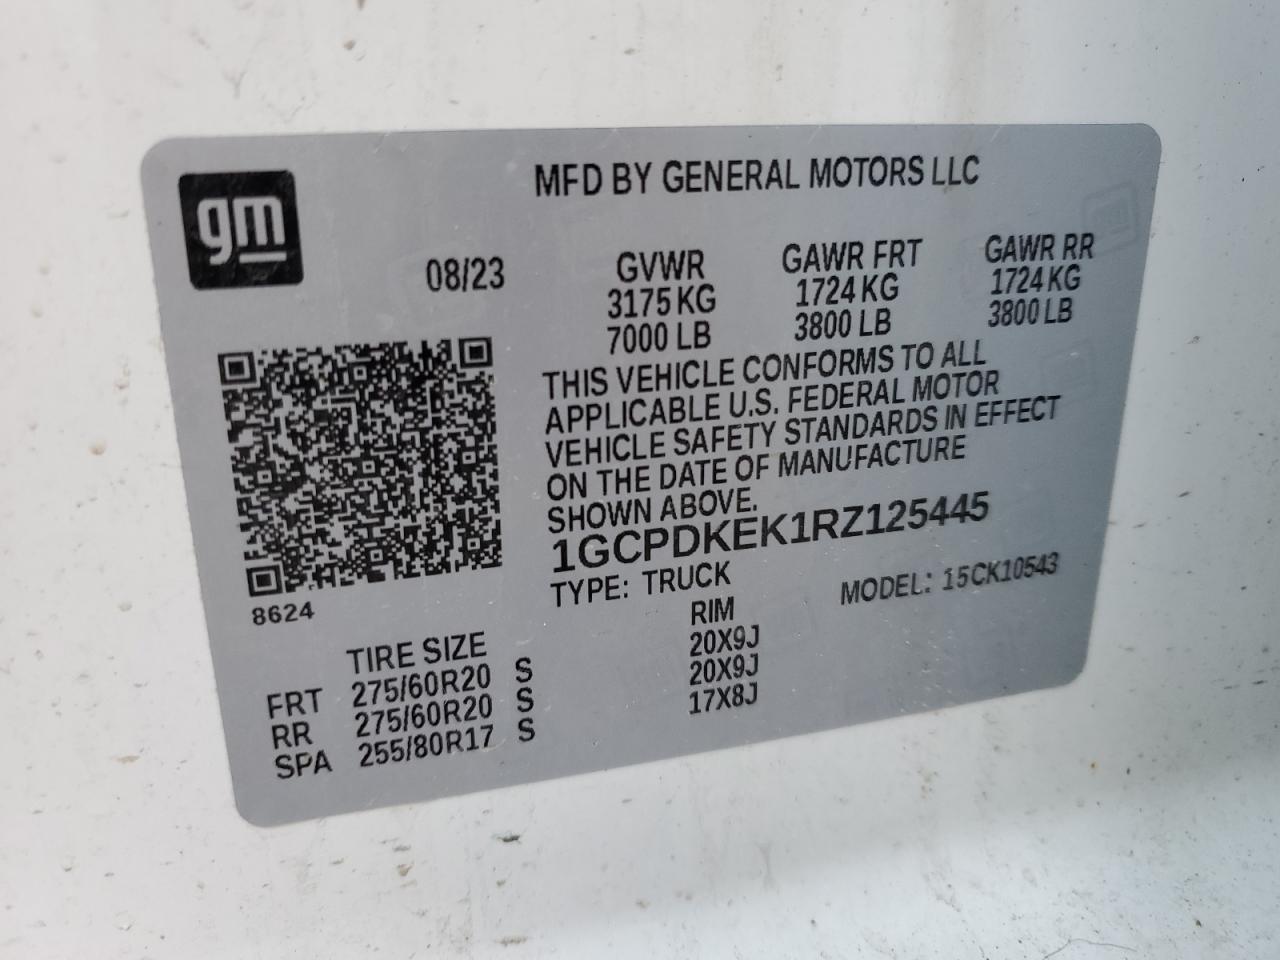 gm
MFD BY GENERAL MOTORS LLC
08/23 GVWR GAWR FRT GAWR RR
3175 KG 1724 KG 1724 KG
7000 LB 3800 LB 3800 LB
THIS VEHICLE CONFORMS TO ALL
APPLICABLE U.S. FEDERAL MOTOR
VEHICLE SAFETY STANDARDS IN EFFECT
ON THE DATE OF MANUFACTURE
SHOWN ABOVE.
1GCPDKEK1RZ125445
TYPE: TRUCK MODEL: 15CK10543
8624
TIRE SIZE RIM
FRT 275/60R20 S 20X9J
RR 275/60R20 S 20X9J
SPA 255/80R17 S 17X8J